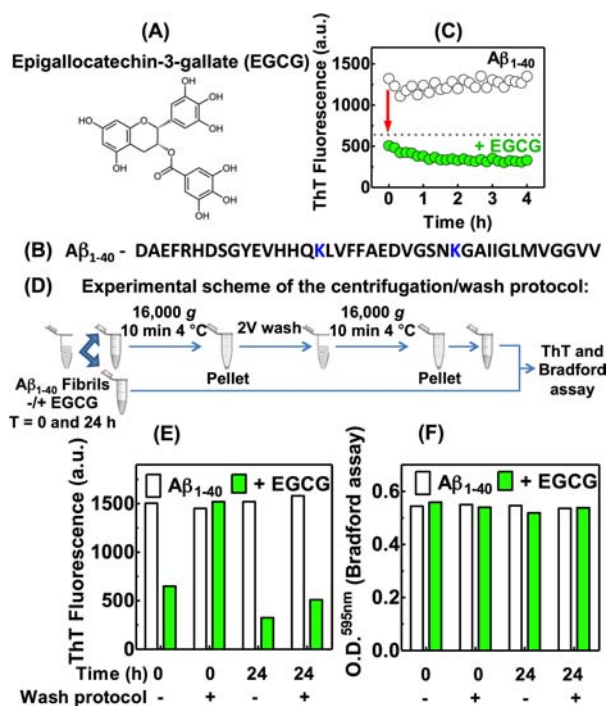 (A)
Epigallocatechin-3-gallate (EGCG)
OH
OH
OH
HO
O
OH
O
O
OH
OH
OH
(C)
ThT Fluorescence (a.u.)
1500
1000
500
0
Aβ1-40
+ EGCG
0 1 2 3 4
Time (h)
(B) Aβ1-40 - DAEFRHDSGYEVHHQKLVFFAEDVGSNKGAIIGLMVGGVV
(D) Experimental scheme of the centrifugation/wash protocol:
16,000 g
10 min 4 °C
2V wash
16,000 g
10 min 4 °C
Pellet
Pellet
Aβ1-40 Fibrils
-/+ EGCG
T = 0 and 24 h
ThT and
Bradford
assay
(E)
ThT Fluorescence (a.u.)
1500
1000
500
0
Aβ1-40
+ EGCG
Time (h) 0 0 24 24
Wash protocol - + - +
(F)
O.D.595nm (Bradford assay)
0.6
0.4
0.2
0.0
Aβ1-40
+ EGCG
0 0 24 24
- + - +